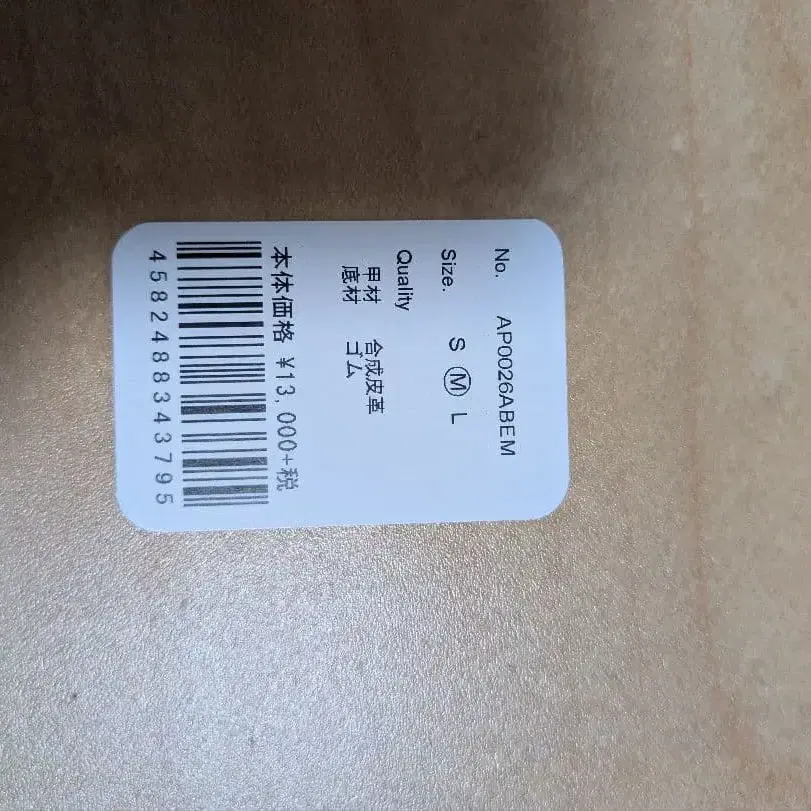 No. AP0026ABEM
Size. S M L
Quality
甲材 合成皮革
底材 ゴム
本体価格 ¥13,000+税
4582488343795